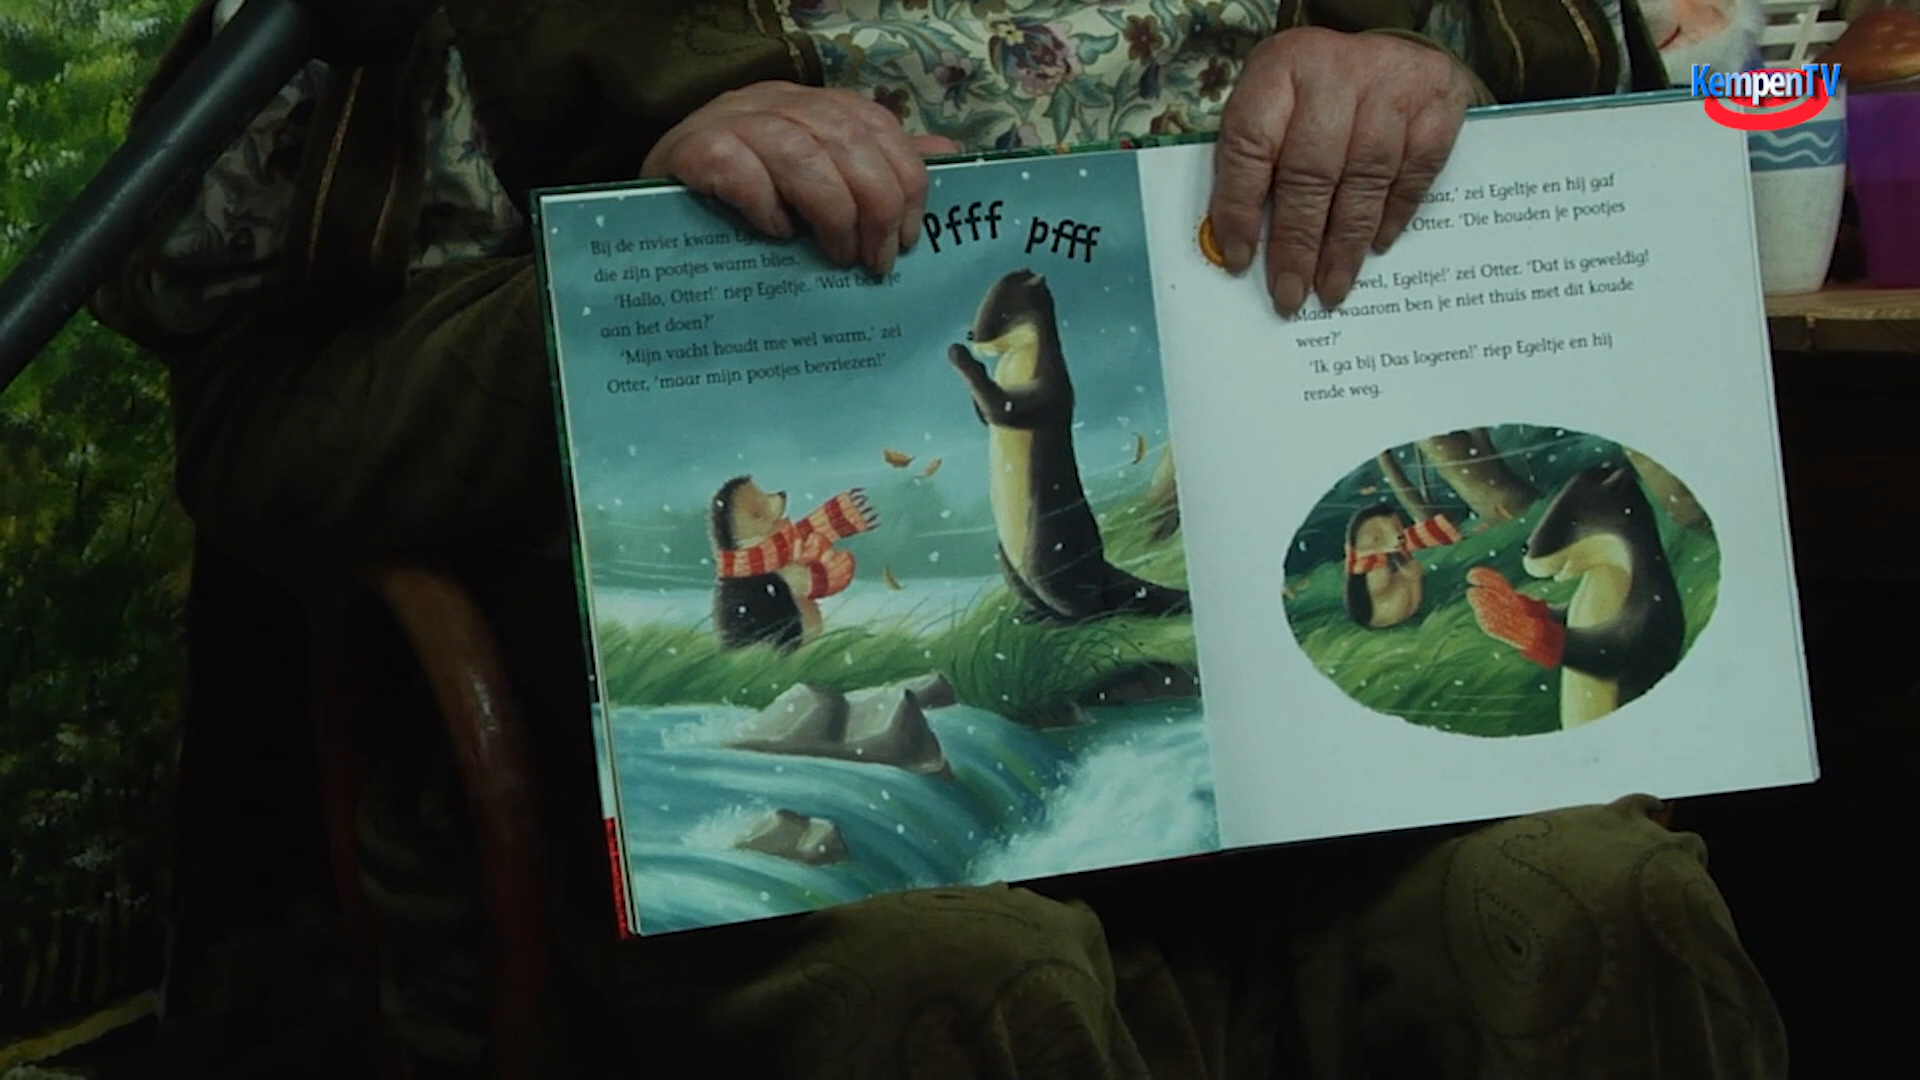 KempenTV
Bij de rivier kwam
die zijn pootjes warm blies.
'Hallo, Otter!' riep Egeltje. 'Wat ben je
aan het doen?'
'Mijn vacht houdt me wel warm,' zei
Otter, 'maar mijn pootjes bevriezen!'
Pfff pfff
zei Egeltje en hij gaf
Otter. 'Die houden je pootjes
Egeltje!' zei Otter. 'Dat is geweldig!
Maar waarom ben je niet thuis met dit koude
weer?'
'Ik ga bij Das logeren!' riep Egeltje en hij
rende weg.